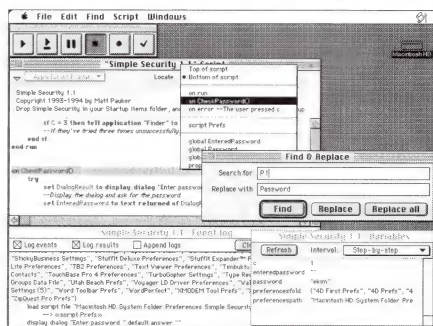 File Edit Find Script Windows
Macintosh HD
"Simple Security 1.1" Script
Locate
Top of script
Bottom of script
on run
on CheckPassword()
on error --The user pressed c
script Prefs
global EnteredPassword
global Password
Simple Security 1.1
Copyright 1993-1994 by Matt Pauker
Drop Simple Security in your Startup Items folder, and
if C = 3 then tell application "Finder" to
--If they've tried three times unsuccessfully
end if
end run
on CheckPassword()
try
set DialogResult to display dialog "Enter password
--Display the dialog and ask for the password
set EnteredPassword to text returned of
Find & Replace
Search for
Replace with Password
Find Replace Replace all
Simple Security 1.1 Event log
Log events Log results Append logs
"StuffIt Deluxe Preferences" "StuffIt Expander
Lite Preferences", "TB2 Preferences", "Text Viewer Preferences", "Timbuktu
Contacts", "TouchBase Pro 4 Preferences", "TurboGopher Settings", "Type
Groups Data File", "Utah Beach Preferences", "Voyager LD Preferences"
Settings (5)", "Word Toolbar Prefs", "WordPerfect", "XMODEM Tool Prefs"
"ZipQuest Pro Prefs"}
load script file "Macintosh HD:System Folder:Preferences:Simple Securit
--> «script Prefs»
display dialog "Enter password:" default answer ""
Simple Security 1.1 Variables
Refresh Interval: Step-by-step
c 1
enteredpassword
password "ekim"
preferencesfold {"4D First Prefs", "4D Prefs", "4
preferencespath "Macintosh HD:System Folder:Pre